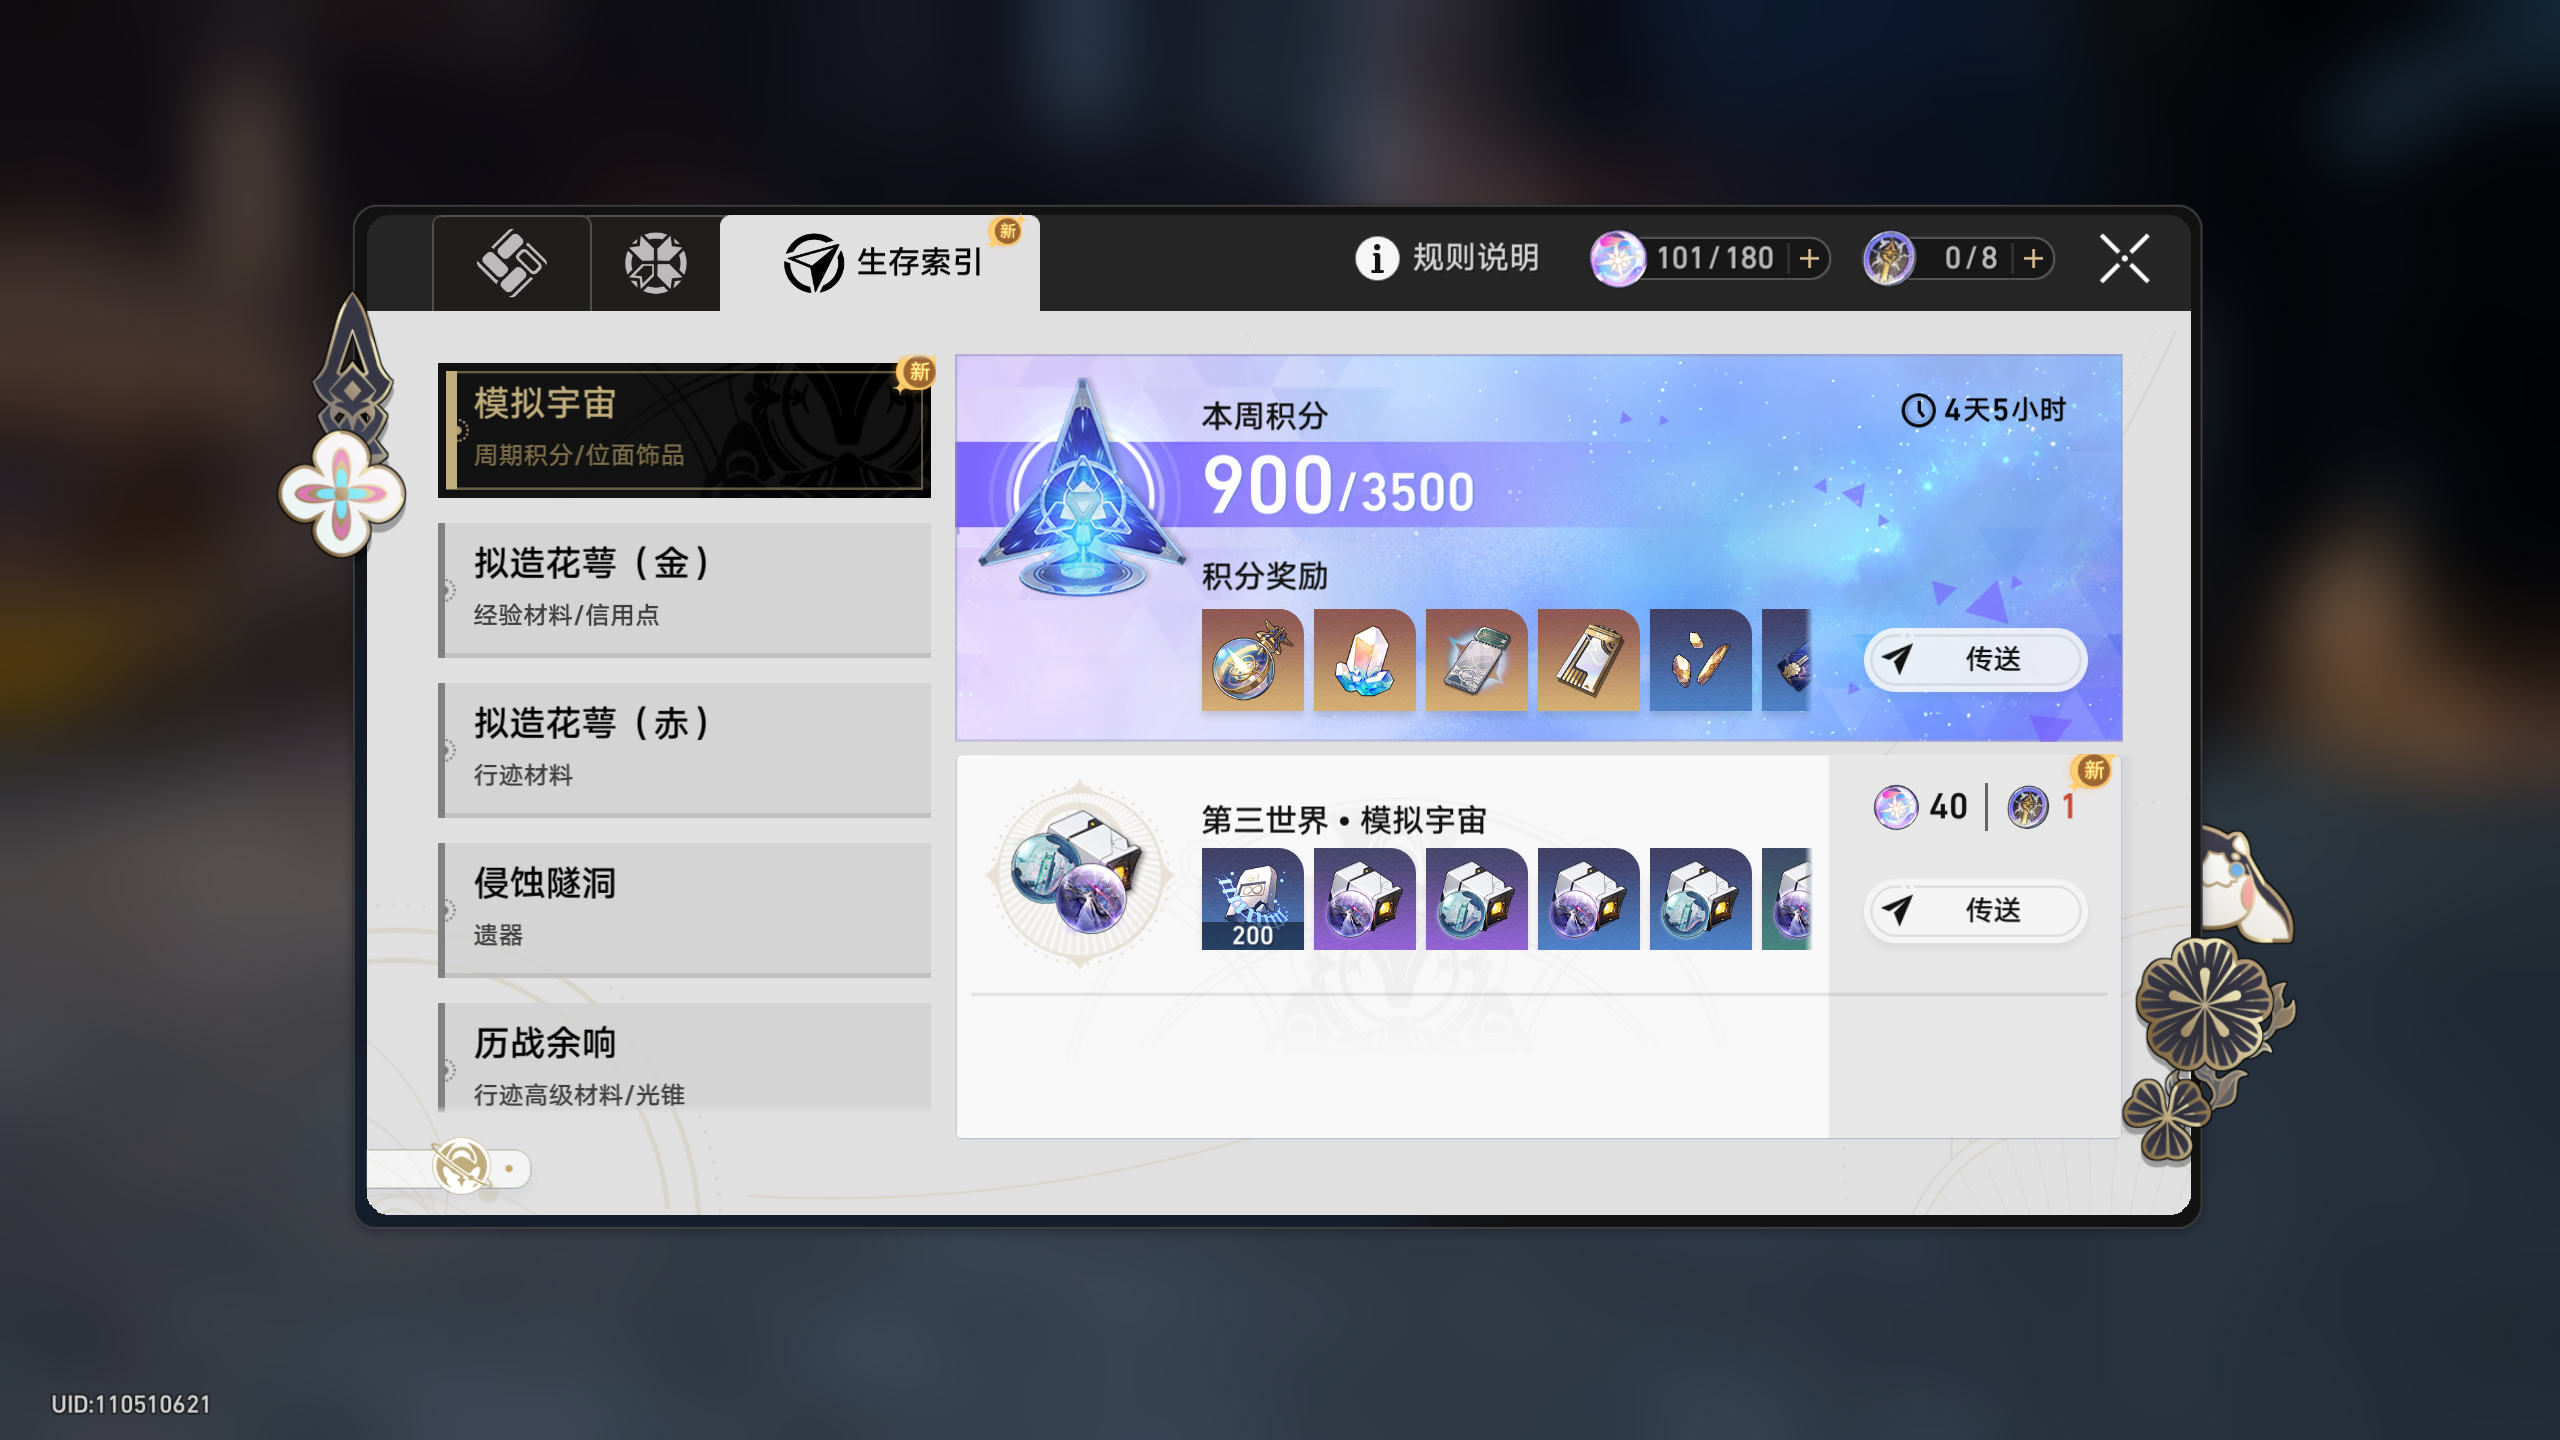 生存索引
新
规则说明
101/180
0/8
模拟宇宙
新
周期积分/位面饰品
拟造花萼（金）
经验材料/信用点
拟造花萼（赤）
行迹材料
侵蚀隧洞
遗器
历战余响
行迹高级材料/光锥
本周积分
4天5小时
900/3500
积分奖励
传送
新
第三世界•模拟宇宙
40
1
200
传送
UID:110510621